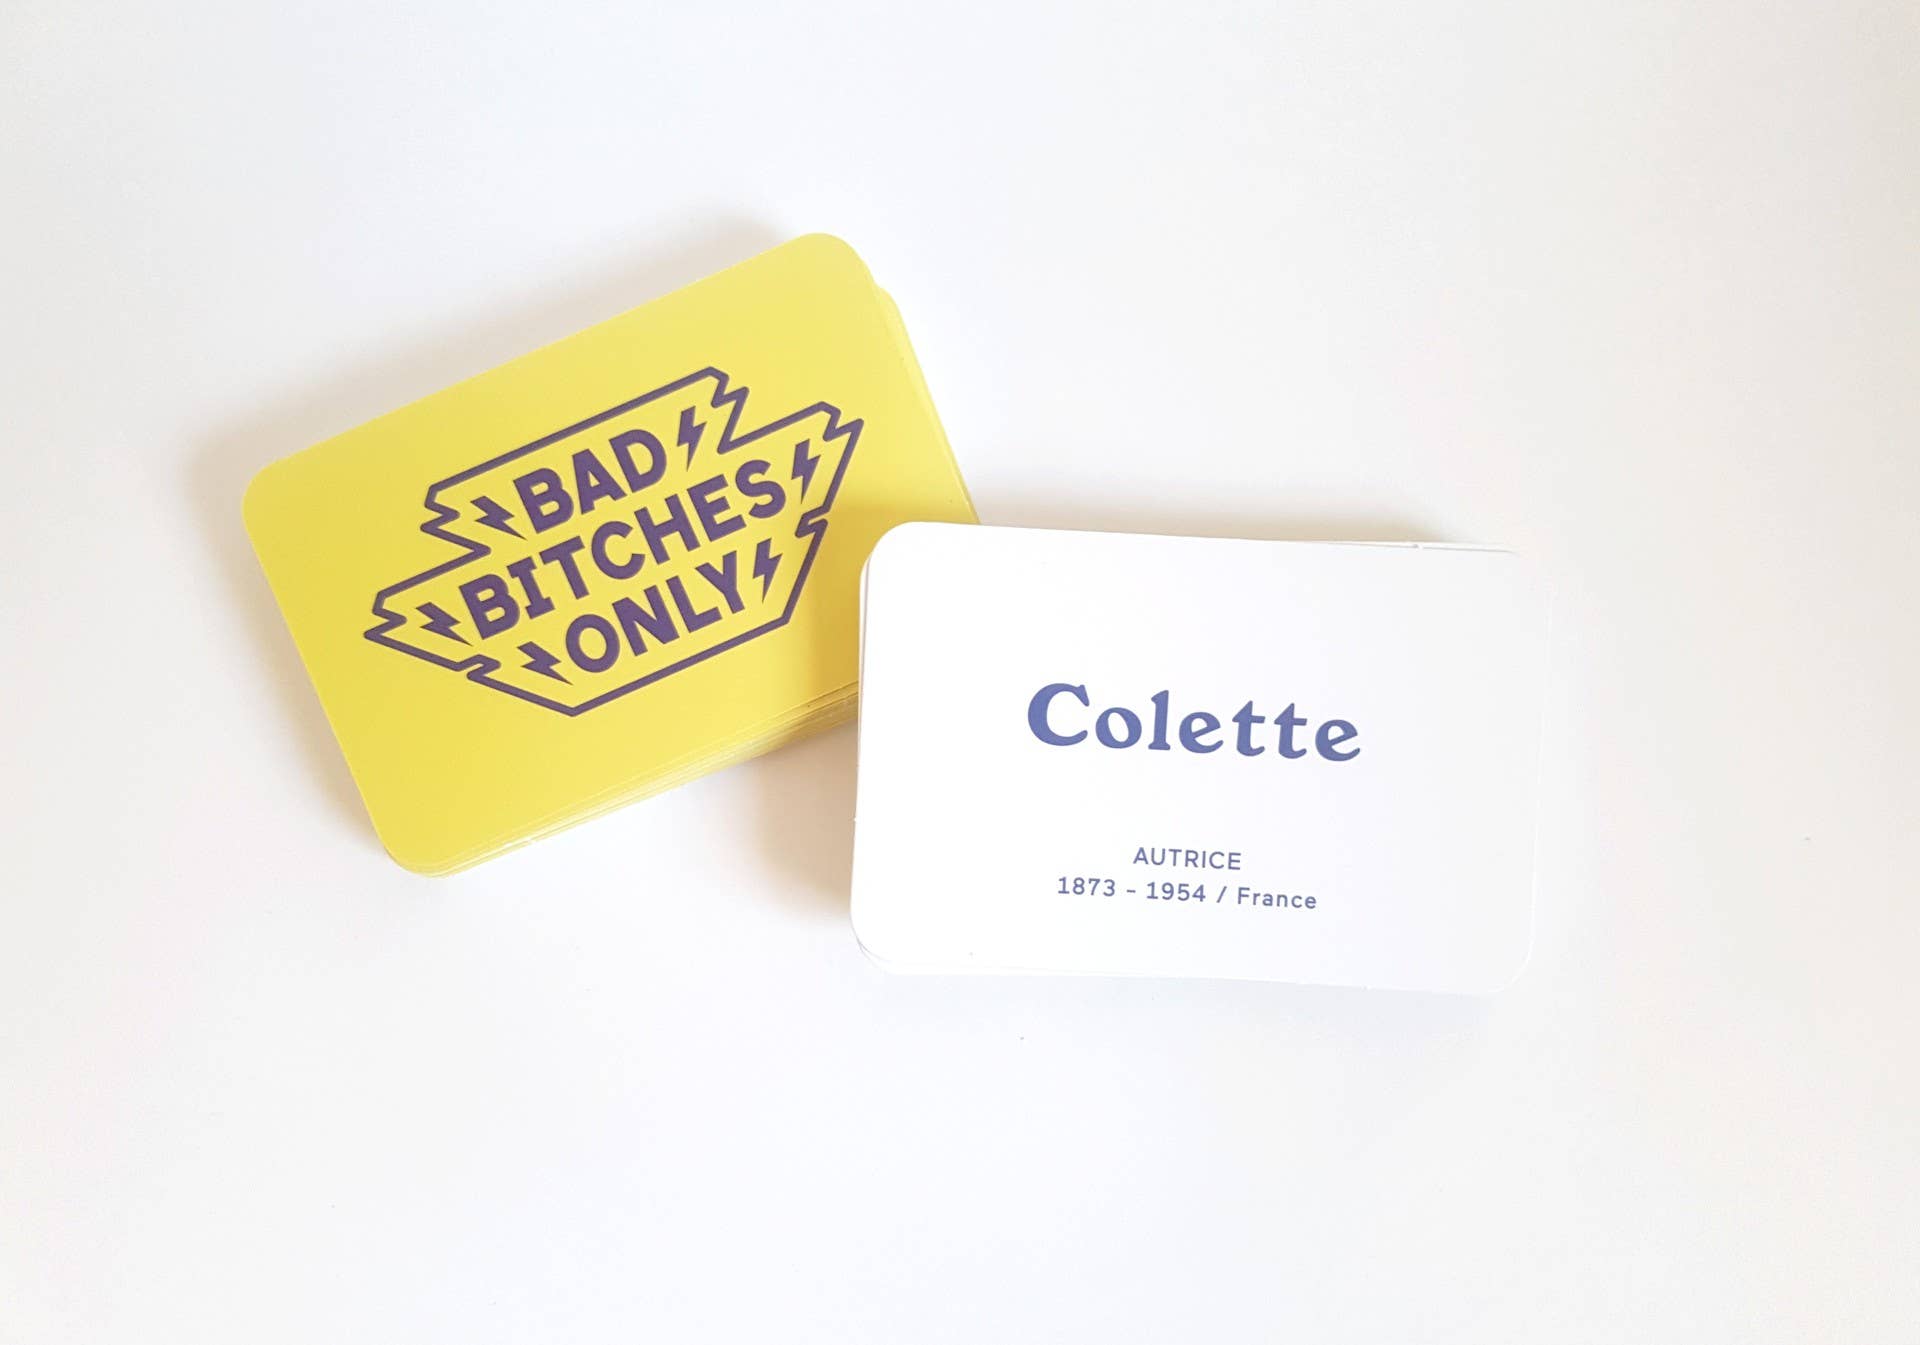 BAD
BITCHES
ONLY
Colette
AUTRICE
1873 - 1954 / France